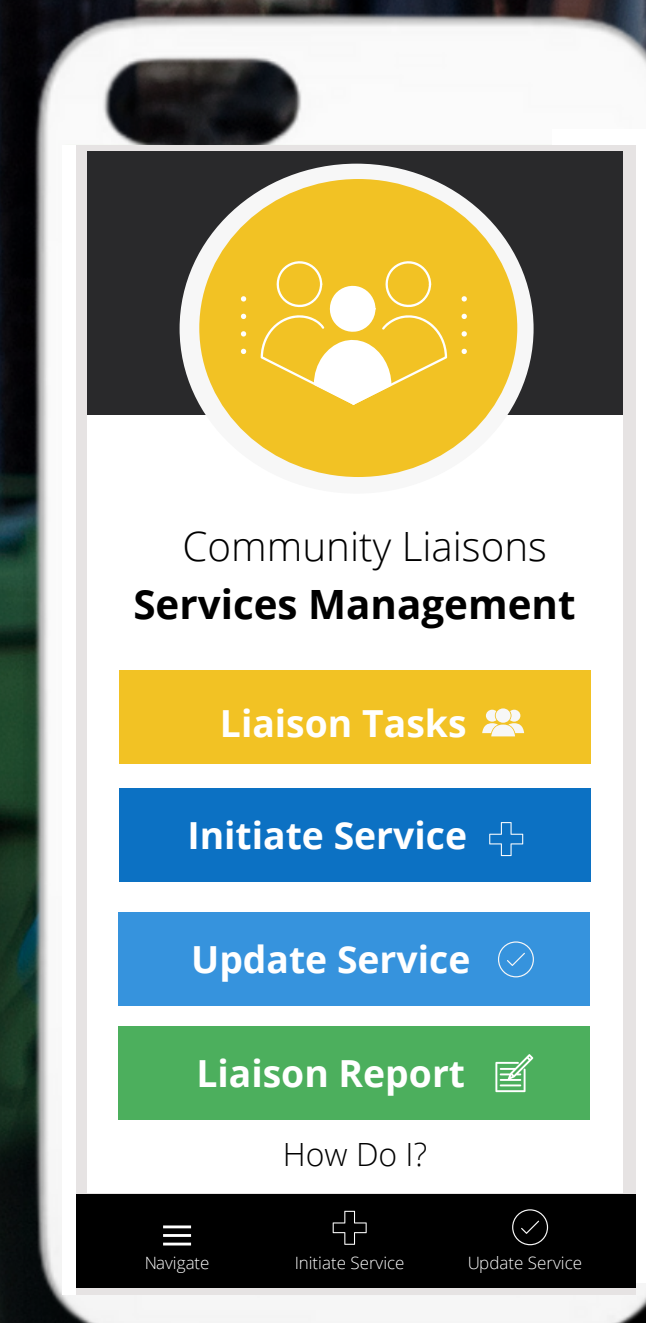 Community Liaisons
Services Management
Liaison Tasks
Initiate Service
Update Service
Liaison Report
How Do I?
Navigate
Initiate Service
Update Service